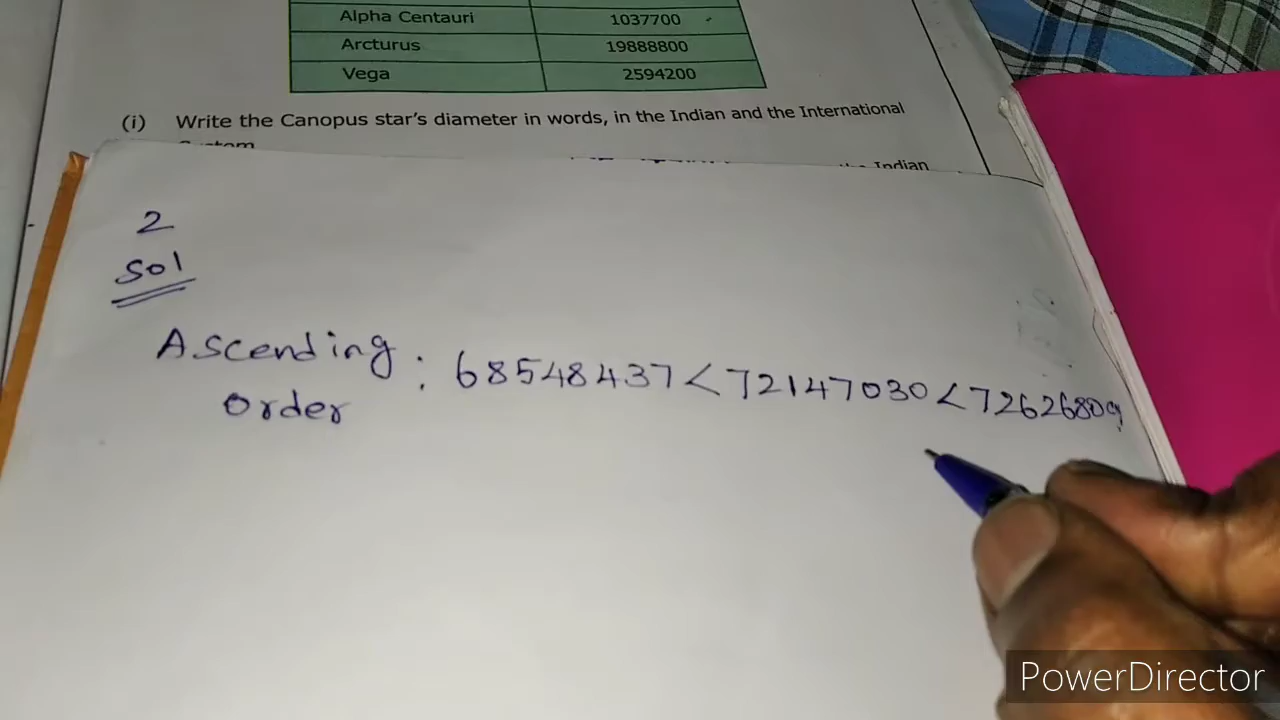 Alpha Centauri 1037700
Arcturus 19888800
Vega 2594200
(i) Write the Canopus star's diameter in words, in the Indian and the International
Indian
2
Sol
Ascending : 68548437 < 72147030 < 72626809
order
PowerDirector